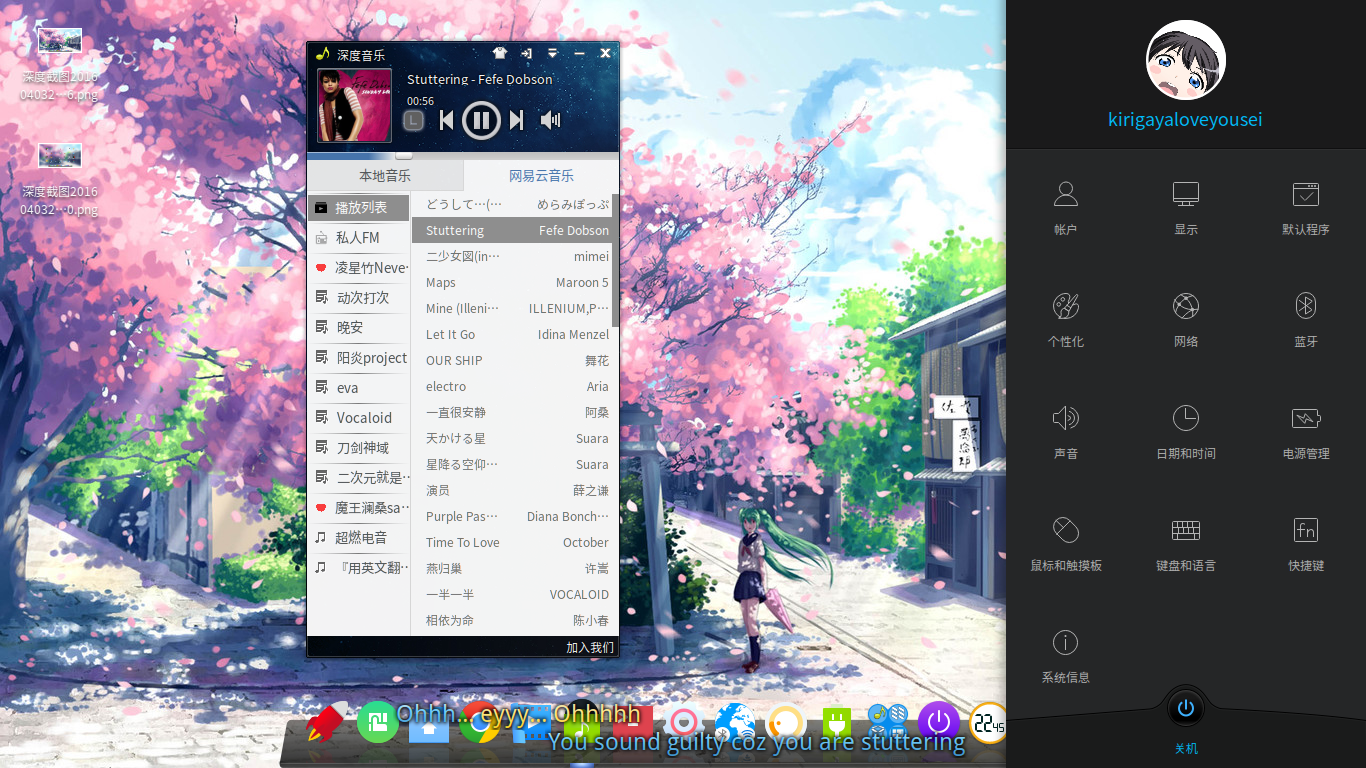 深度截图2016
04032…6.png
深度截图2016
04032…0.png
深度音乐
Stuttering - Fefe Dobson
00:56
本地音乐
网易云音乐
播放列表
私人FM
凌星竹Neve…
动次打次
晚安
阳炎project
eva
Vocaloid
刀剑神域
二次元就是…
魔王澜桑sa…
超燃电音
『用英文翻…
どうして…(… めらみぽっぷ
Stuttering Fefe Dobson
二少女図(in… mimei
Maps Maroon 5
Mine (Illeni… ILLENIUM,P…
Let It Go Idina Menzel
OUR SHIP 舞花
electro Aria
一直很安静 阿桑
天かける星 Suara
星降る空仰… Suara
演员 薛之谦
Purple Pas… Diana Bonch…
Time To Love October
燕归巢 许嵩
一半一半 VOCALOID
相依为命 陈小春
加入我们
Ohhh... eyyy... Ohhhhh
You sound guilty coz you are stuttering
22 45
kirigayaloveyousei
帐户
显示
默认程序
个性化
网络
蓝牙
声音
日期和时间
电源管理
鼠标和触摸板
键盘和语言
fn
快捷键
系统信息
关机